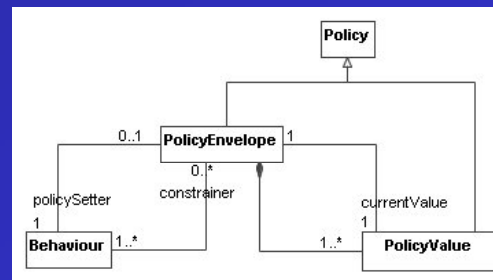 Policy
0..1
PolicyEnvelope
1
0..*
constrainer
policySetter
currentValue
1
1
Behaviour
1..*
1..*
PolicyValue